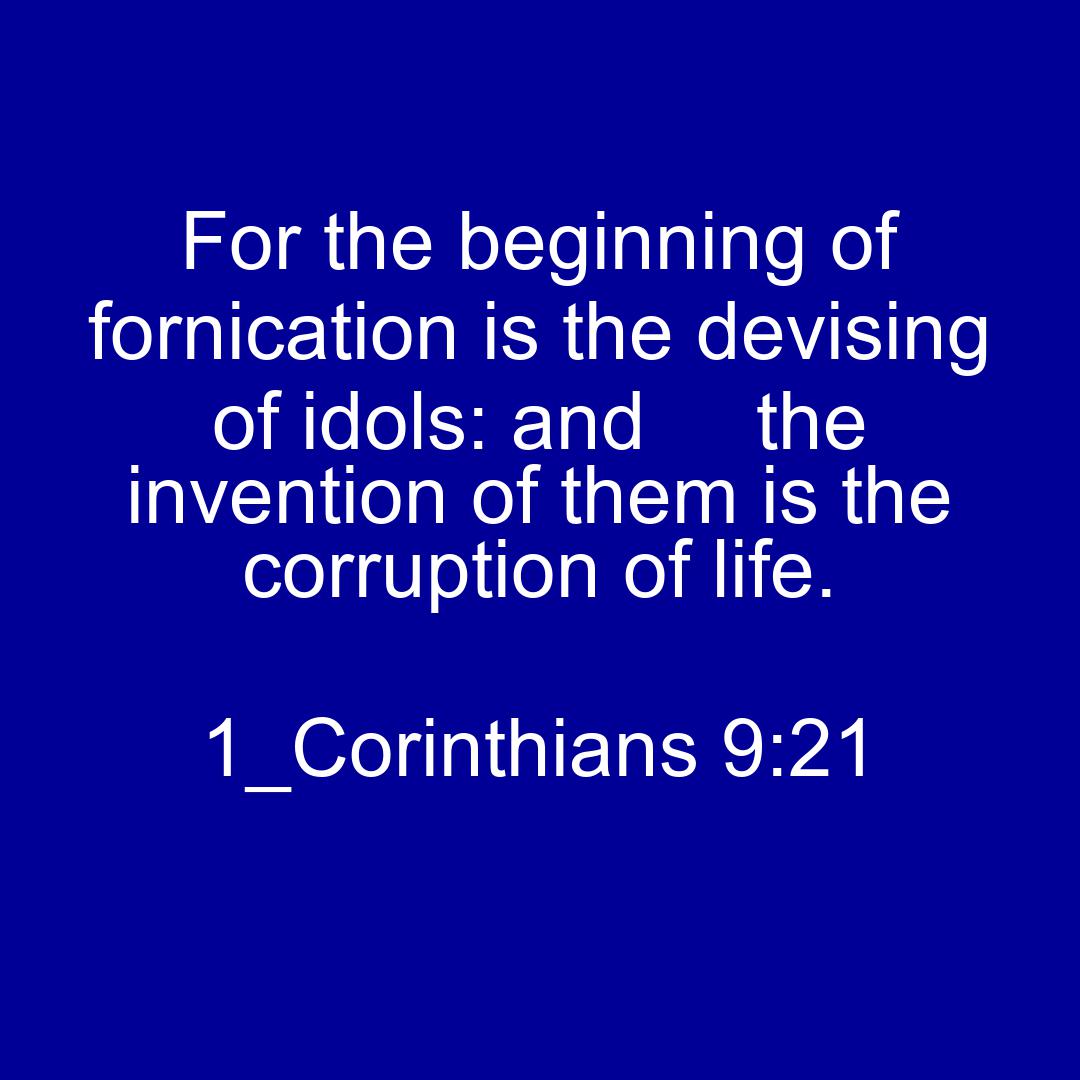 For the beginning of
fornication is the devising
of idols: and     the
invention of them is the
corruption of life.
1_Corinthians 9:21